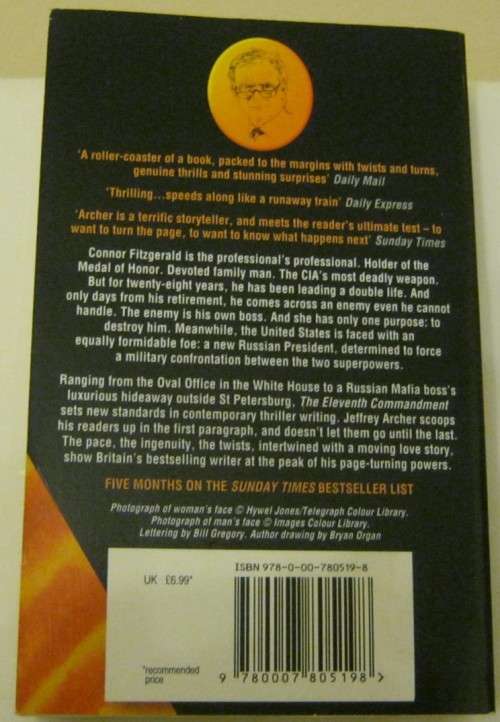 'A roller-coaster of a book, packed to the margins with twists and turns,
genuine thrills and stunning surprises' Daily Mail
'Thrilling...speeds along like a runaway train' Daily Express
'Archer is a terrific storyteller, and meets the reader's ultimate test – to
want to turn the page, to want to know what happens next' Sunday Times
Connor Fitzgerald is the professional's professional. Holder of the
Medal of Honor. Devoted family man. The CIA's most deadly weapon.
But for twenty-eight years, he has been leading a double life. And
only days from his retirement, he comes across an enemy even he cannot
handle. The enemy is his own boss. And she has only one purpose: to
destroy him. Meanwhile, the United States is faced with an
equally formidable foe: a new Russian President, determined to force
a military confrontation between the two superpowers.
Ranging from the Oval Office in the White House to a Russian Mafia boss's
luxurious hideaway outside St Petersburg, The Eleventh Commandment
sets new standards in contemporary thriller writing. Jeffrey Archer scoops
his readers up in the first paragraph, and doesn't let them go until the last.
The pace, the ingenuity, the twists, intertwined with a moving love story,
show Britain's bestselling writer at the peak of his page-turning powers.
FIVE MONTHS ON THE SUNDAY TIMES BESTSELLER LIST
Photograph of woman's face © Hywel Jones/Telegraph Colour Library.
Photograph of man's face © Images Colour Library.
Lettering by Bill Gregory. Author drawing by Bryan Organ
ISBN 978-0-00-780519-8
UK £6.99*
*recommended
price
9 780007 805198 >